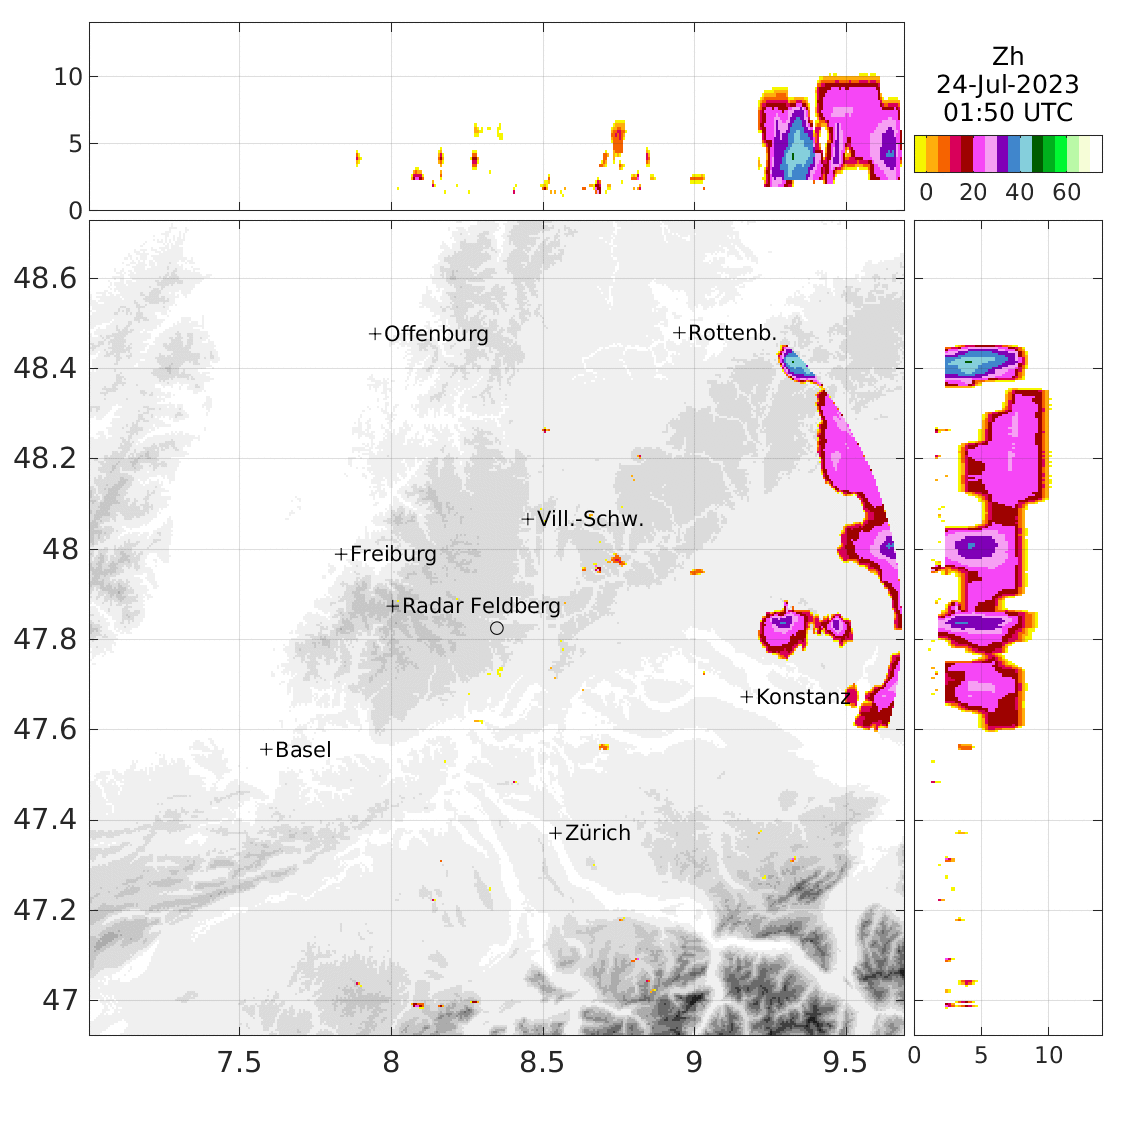 10
5
0
Zh
24-Jul-2023
01:50 UTC
0 20 40 60
48.6
48.4
48.2
48
47.8
47.6
47.4
47.2
47
+Offenburg
+Rottenb.
+Vill.-Schw.
+Freiburg
+Radar Feldberg
+Konstanz
+Basel
+Zürich
7.5 8 8.5 9 9.5
0 5 10